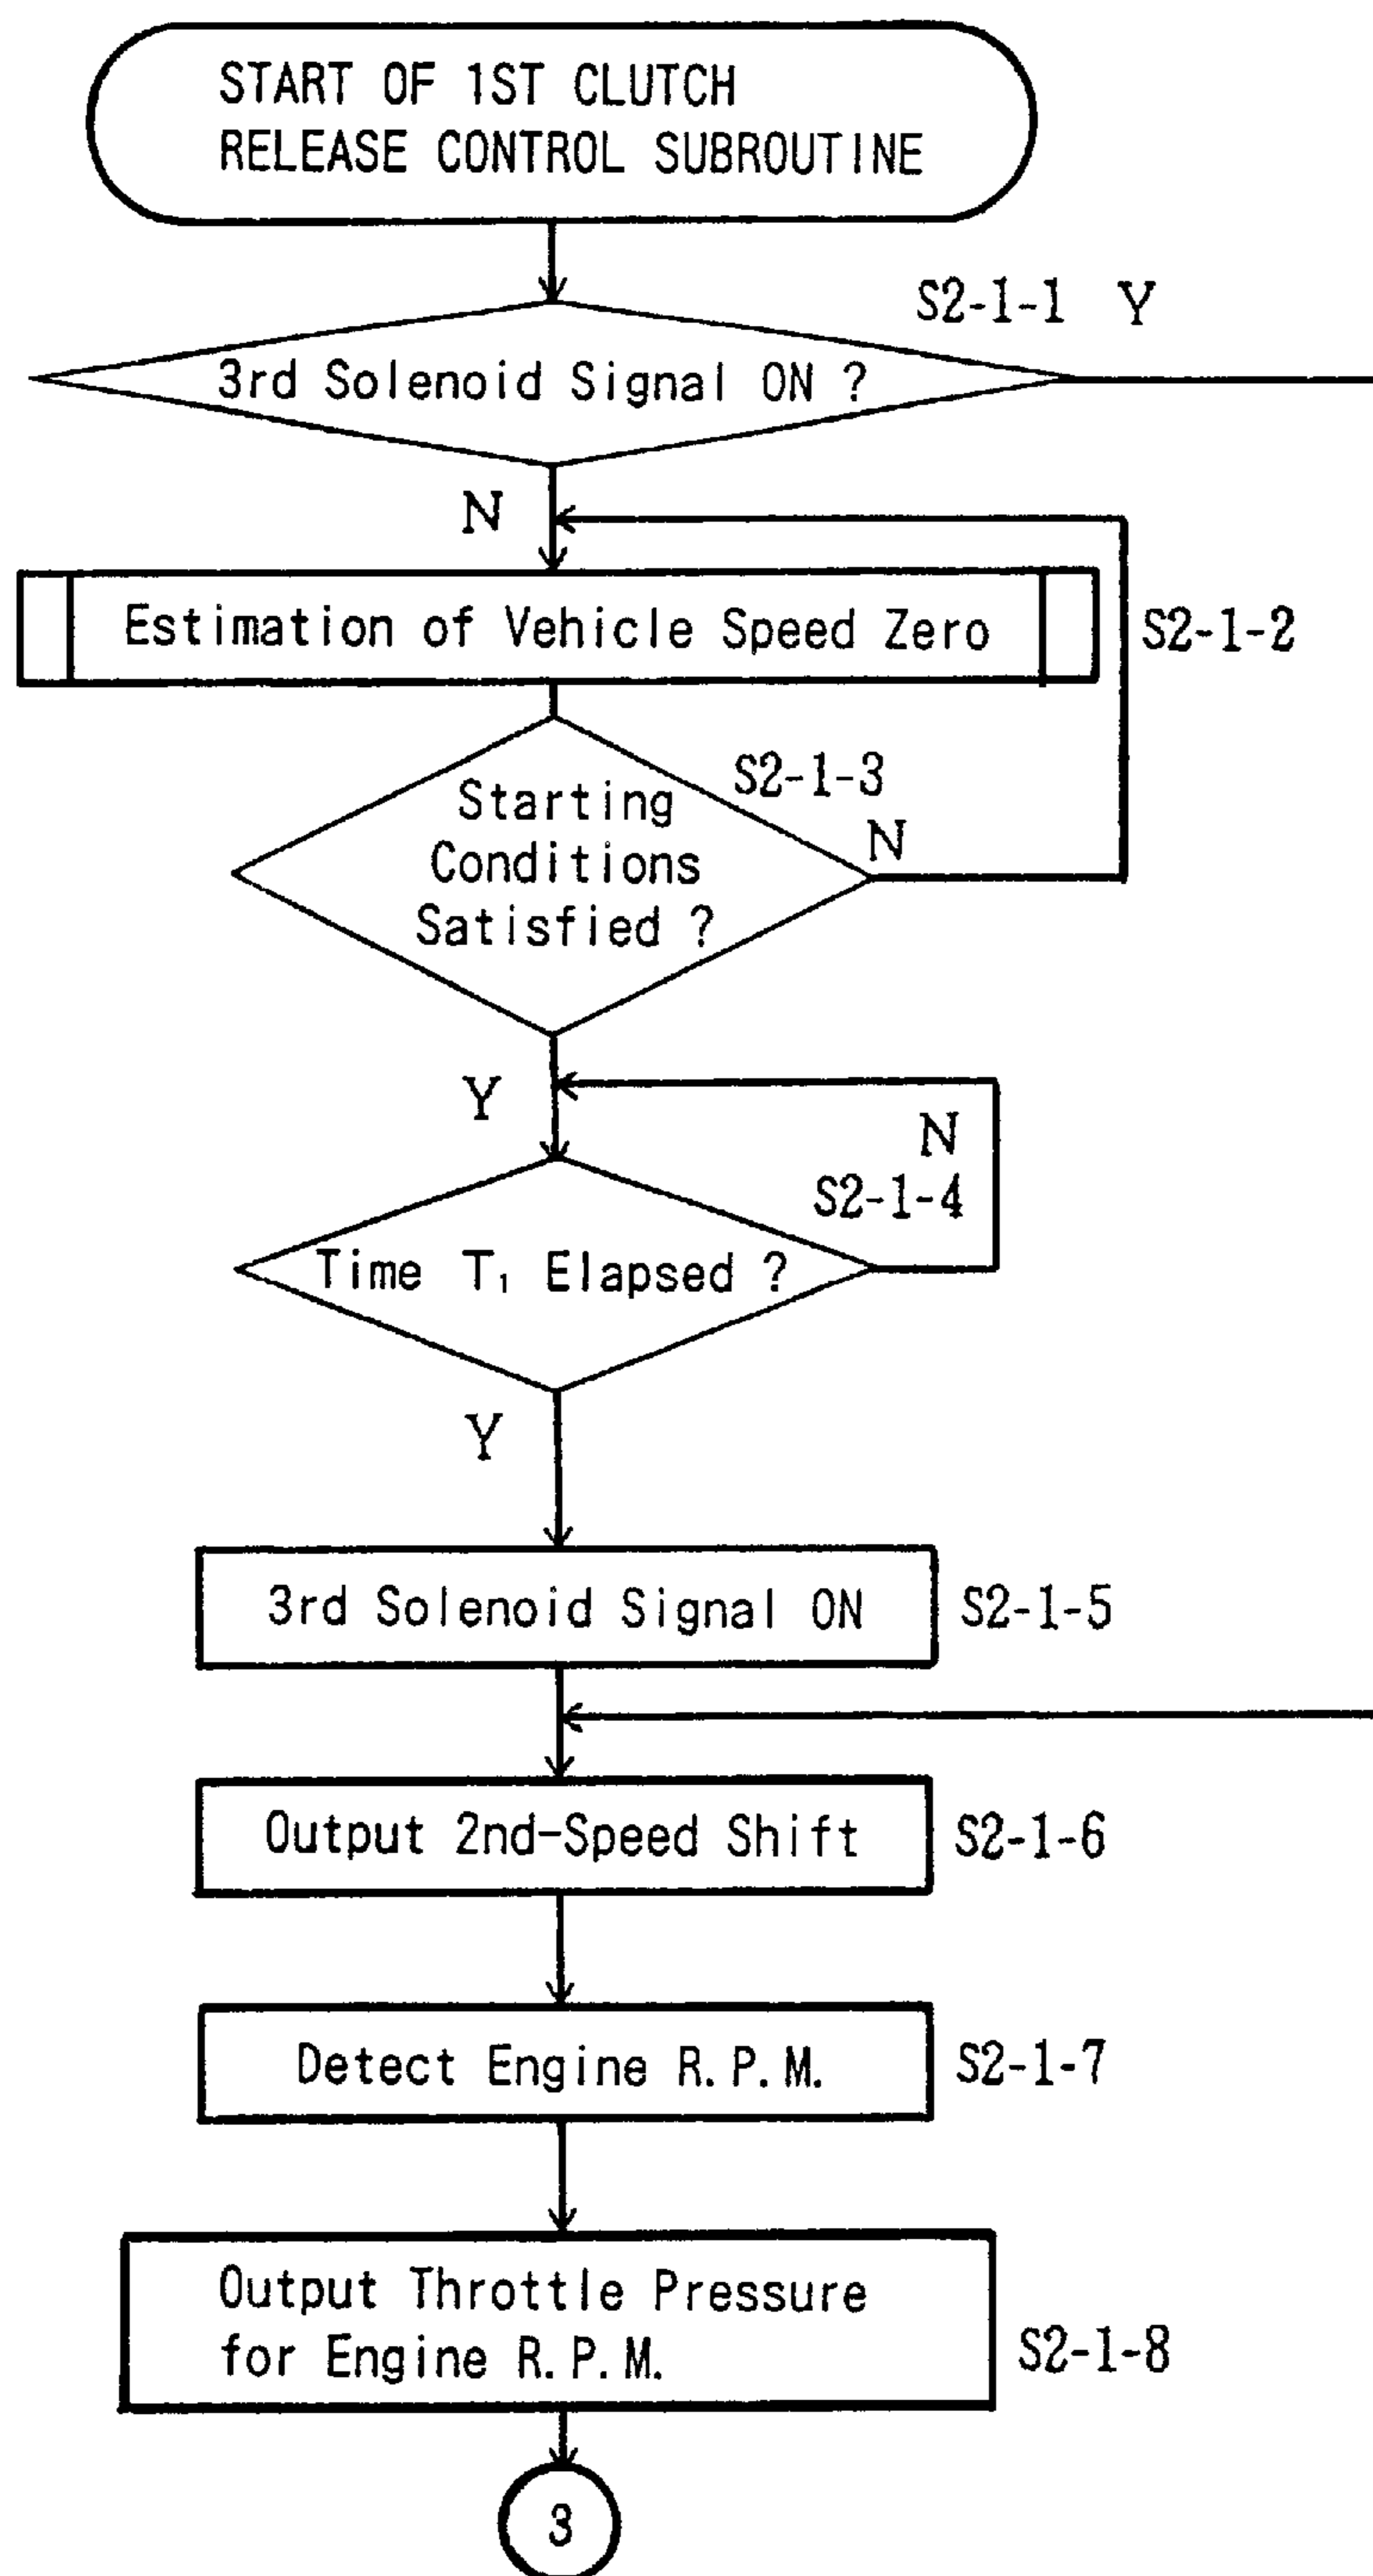 START OF 1ST CLUTCH
RELEASE CONTROL SUBROUTINE
S2-1-1 Y
3rd Solenoid Signal ON ?
N
Estimation of Vehicle Speed Zero
S2-1-2
S2-1-3
Starting
Conditions
Satisfied ?
N
Y
N
S2-1-4
Time T₁ Elapsed ?
Y
3rd Solenoid Signal ON
S2-1-5
Output 2nd-Speed Shift
S2-1-6
Detect Engine R.P.M.
S2-1-7
Output Throttle Pressure
for Engine R.P.M.
S2-1-8
3